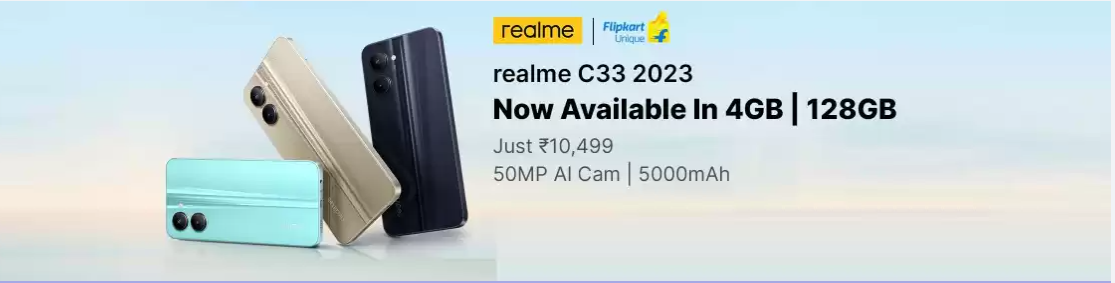 realme | Flipkart
Unique
realme C33 2023
Now Available In 4GB | 128GB
Just ₹10,499
50MP AI Cam | 5000mAh